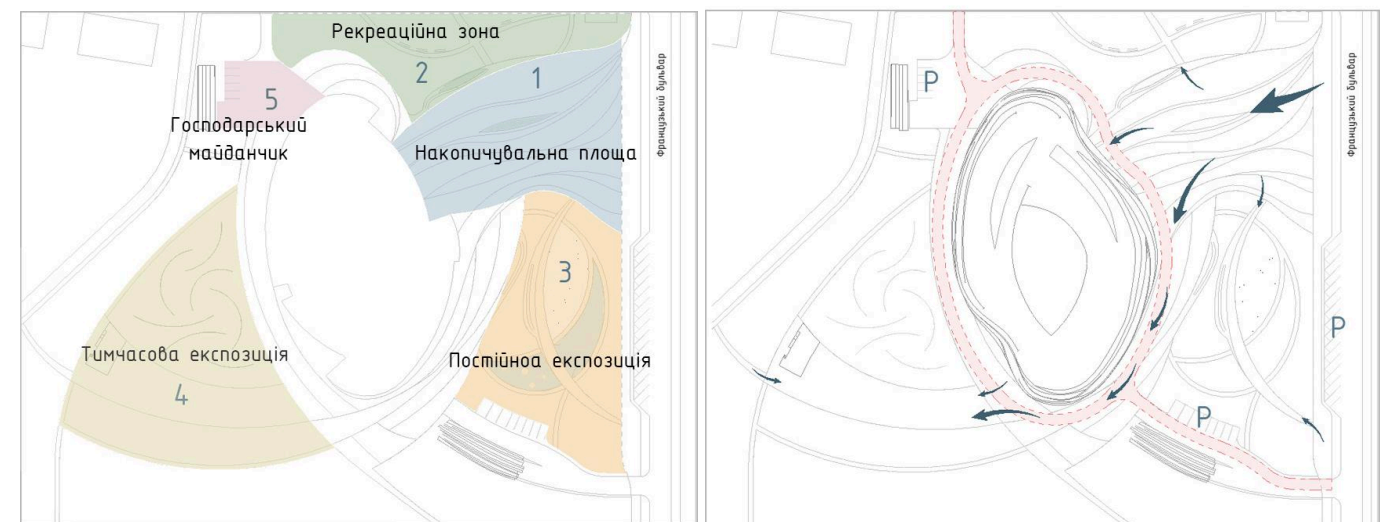 Рекреаційна зона
2
1
Французький бульвар
5
Господарський
майданчик
Накопичувальна площа
3
Тимчасова експозиція
4
Постійноа експозиція
P
Французький бульвар
P
P